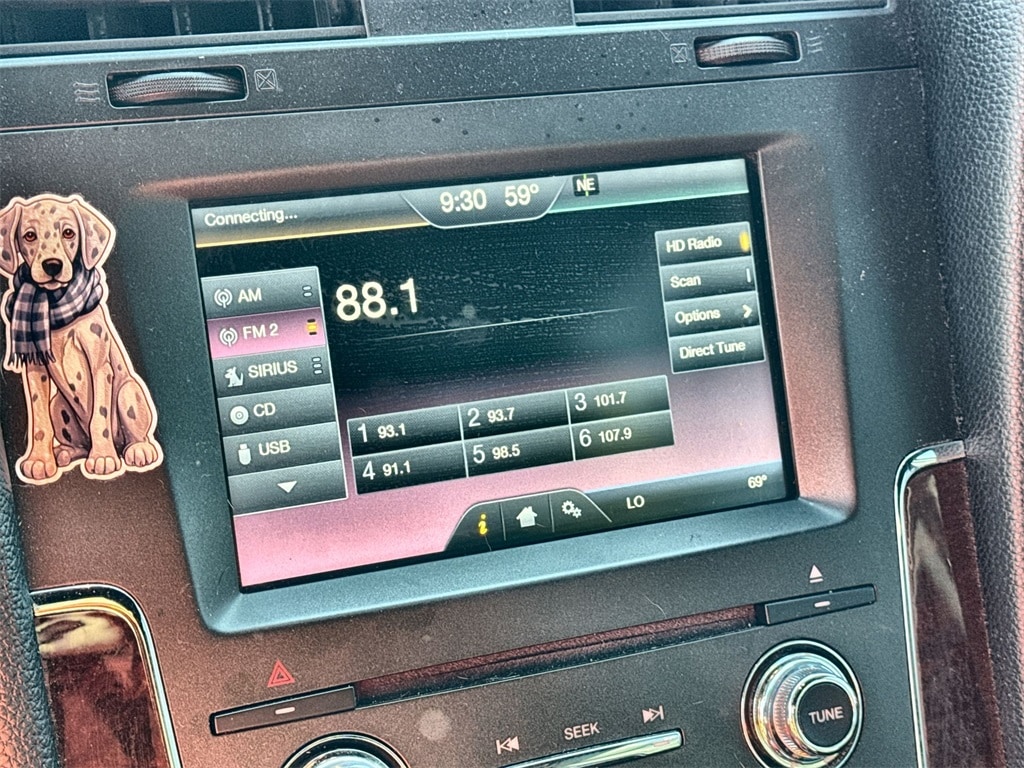 Connecting...
9:30 59°
NE
AM
FM 2
SIRIUS
CD
USB
88.1
HD Radio
Scan
Options
Direct Tune
1 93.1
2 93.7
3 101.7
4 91.1
5 98.5
6 107.9
i
LO
69°
SEEK
TUNE